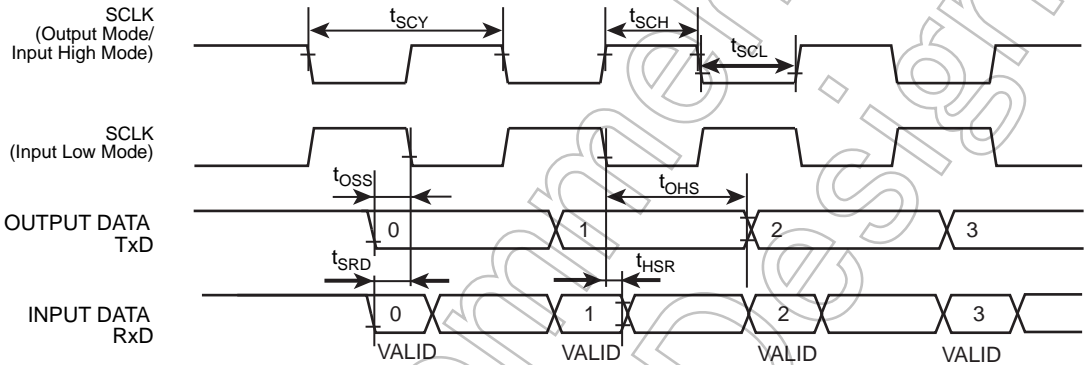 SCLK
(Output Mode/
Input High Mode)
tSCY
tSCH
tSCL
SCLK
(Input Low Mode)
tOSS
tOHS
OUTPUT DATA
TxD
0
1
2
3
tSRD
tHSR
INPUT DATA
RxD
0
1
2
3
VALID
VALID
VALID
VALID